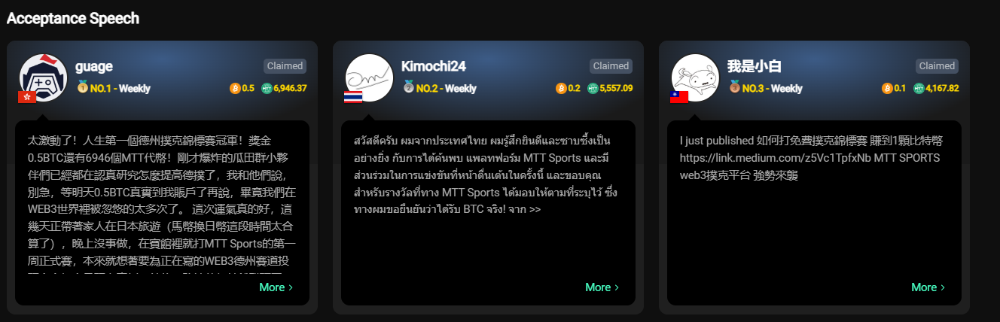 Acceptance Speech
guage
Claimed
NO.1 - Weekly
0.5
6,946.37
太激動了！人生第一個德州撲克錦標賽冠軍！獎金
0.5BTC還有6946個MTT代幣！剛才爆炸的瓜田群小夥
伴們已經都在認真研究怎麼提高德撲了，我和他們說，
別急，等明天0.5BTC真實到我賬戶了再說，畢竟我們在
WEB3世界裡被忽悠的太多次了。 這次運氣真的好，這
幾天正帶著家人在日本旅遊（馬幣換日幣這段時間太合
算了），晚上沒事做，在賓館裡就打MTT Sports的第一
周正式賽，本來就想著要為正在寫的WEB3德州賽道投
More >
Kimochi24
Claimed
NO.2 - Weekly
0.2
5,557.09
สวัสดีครับ ผมจากประเทศไทย ผมรู้สึกยินดีและซาบซึ้งเป็น
อย่างยิ่ง กับการได้ค้นพบ แพลทฟอร์ม MTT Sports และมี
ส่วนร่วมในการแข่งขันที่หน้าตื่นเต้นในครั้งนี้ และขอบคุณ
สำหรับรางวัลที่ทาง MTT Sports ได้มอบให้ตามที่ระบุไว้ ซึ่ง
ทางผมขอยืนยันว่าได้รับ BTC จริง! จาก >>
More >
我是小白
Claimed
NO.3 - Weekly
0.1
4,167.82
I just published 如何打免費撲克錦標賽 賺到1顆比特幣
https://link.medium.com/z5Vc1TpfxNb MTT SPORTS
web3撲克平台 強勢來襲
More >